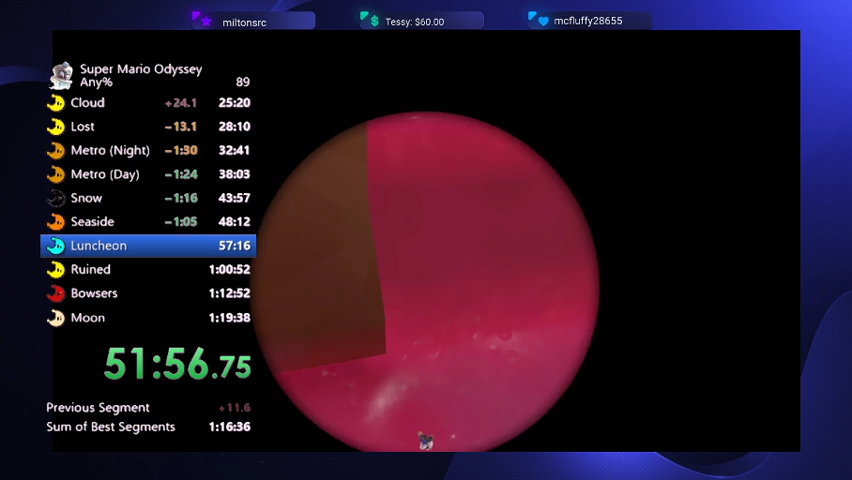 miltonsrc
Tessy: $60.00
mcfluffy28655
Super Mario Odyssey
Any% 89
Cloud +24.1 25:20
Lost -13.1 28:10
Metro (Night) -1:30 32:41
Metro (Day) -1:24 38:03
Snow -1:16 43:57
Seaside -1:05 48:12
Luncheon 57:16
Ruined 1:00:52
Bowsers 1:12:52
Moon 1:19:38
51:56.75
Previous Segment +11.6
Sum of Best Segments 1:16:36